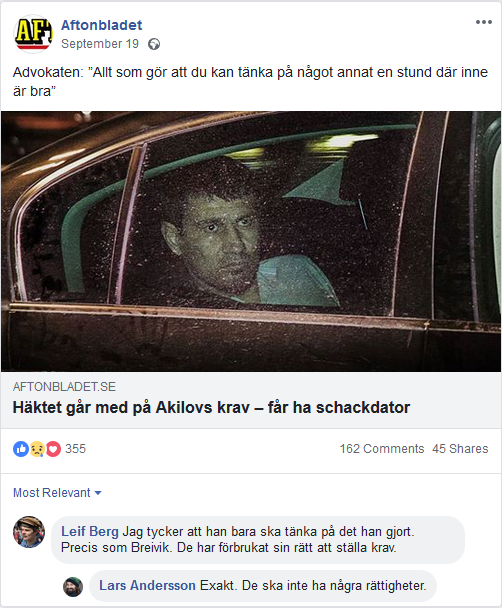 AF
Aftonbladet
September 19
Advokaten: ”Allt som gör att du kan tänka på något annat en stund där inne
är bra”
AFTONBLADET.SE
Häktet går med på Akilovs krav – får ha schackdator
355
162 Comments 45 Shares
Most Relevant
Leif Berg Jag tycker att han bara ska tänka på det han gjort.
Precis som Breivik. De har förbrukat sin rätt att ställa krav.
Lars Andersson Exakt. De ska inte ha några rättigheter.